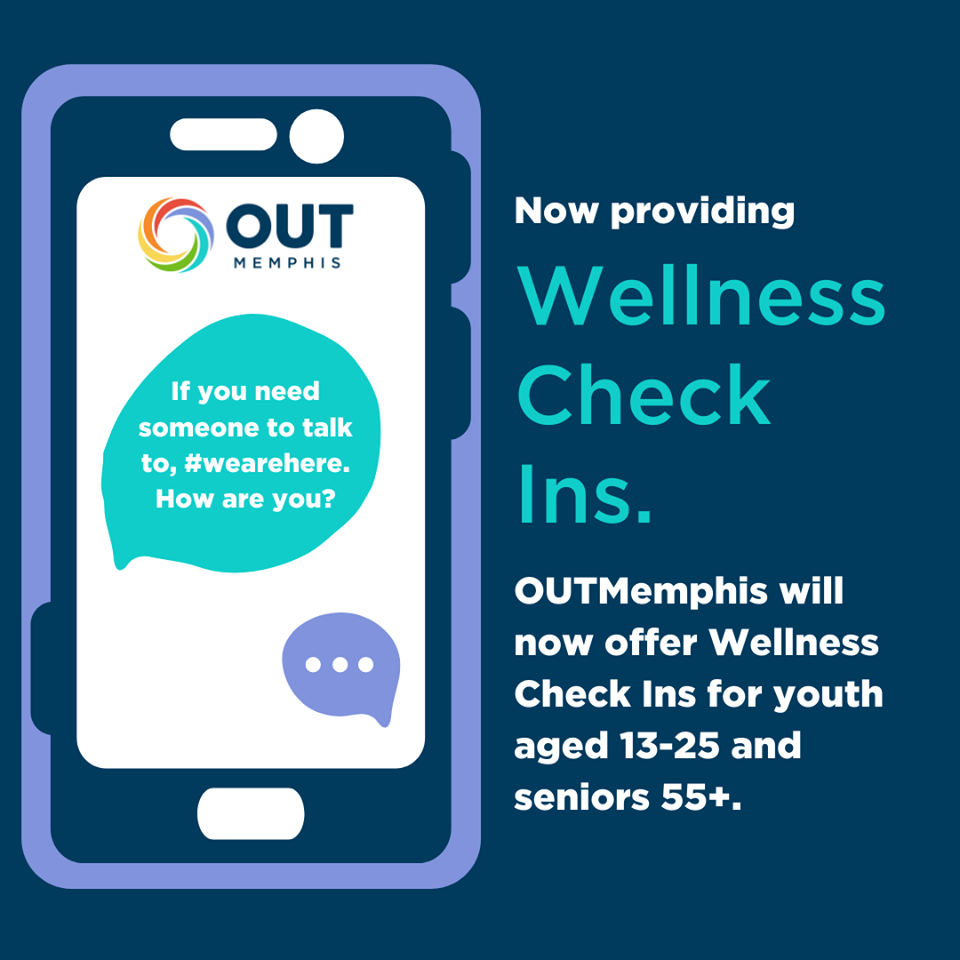 OUT
MEMPHIS
If you need
someone to talk
to, #wearehere.
How are you?
Now providing
Wellness
Check
Ins.
OUTMemphis will
now offer Wellness
Check Ins for youth
aged 13-25 and
seniors 55+.